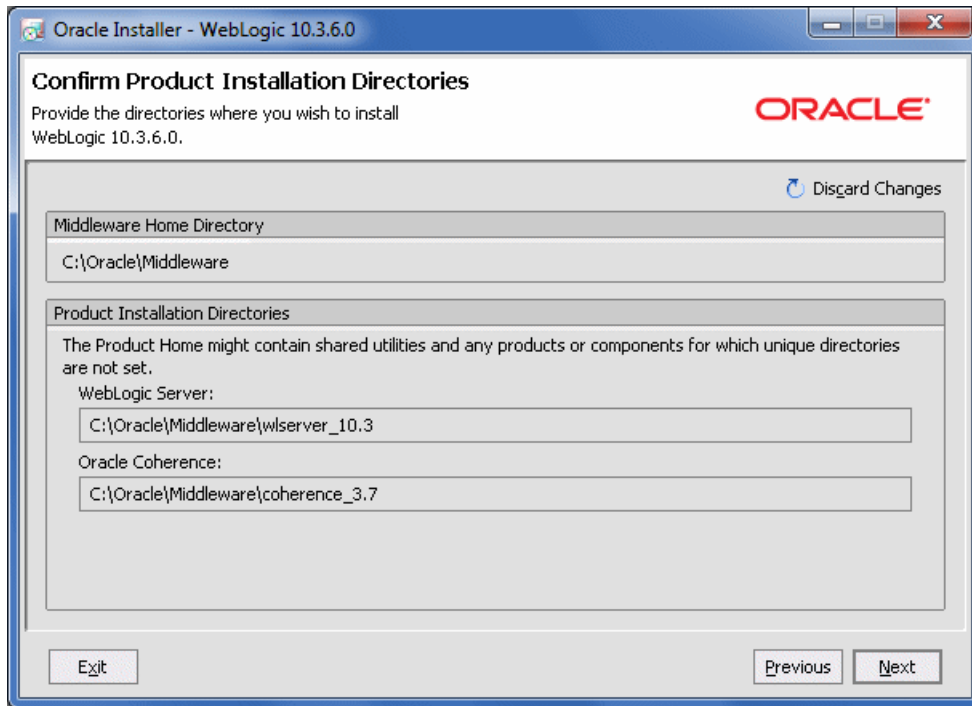 Oracle Installer - WebLogic 10.3.6.0
Confirm Product Installation Directories
Provide the directories where you wish to install
WebLogic 10.3.6.0.
ORACLE
Discard Changes
Middleware Home Directory
C:\Oracle\Middleware
Product Installation Directories
The Product Home might contain shared utilities and any products or components for which unique directories
are not set.
WebLogic Server:
C:\Oracle\Middleware\wlserver_10.3
Oracle Coherence:
C:\Oracle\Middleware\coherence_3.7
Exit
Previous
Next